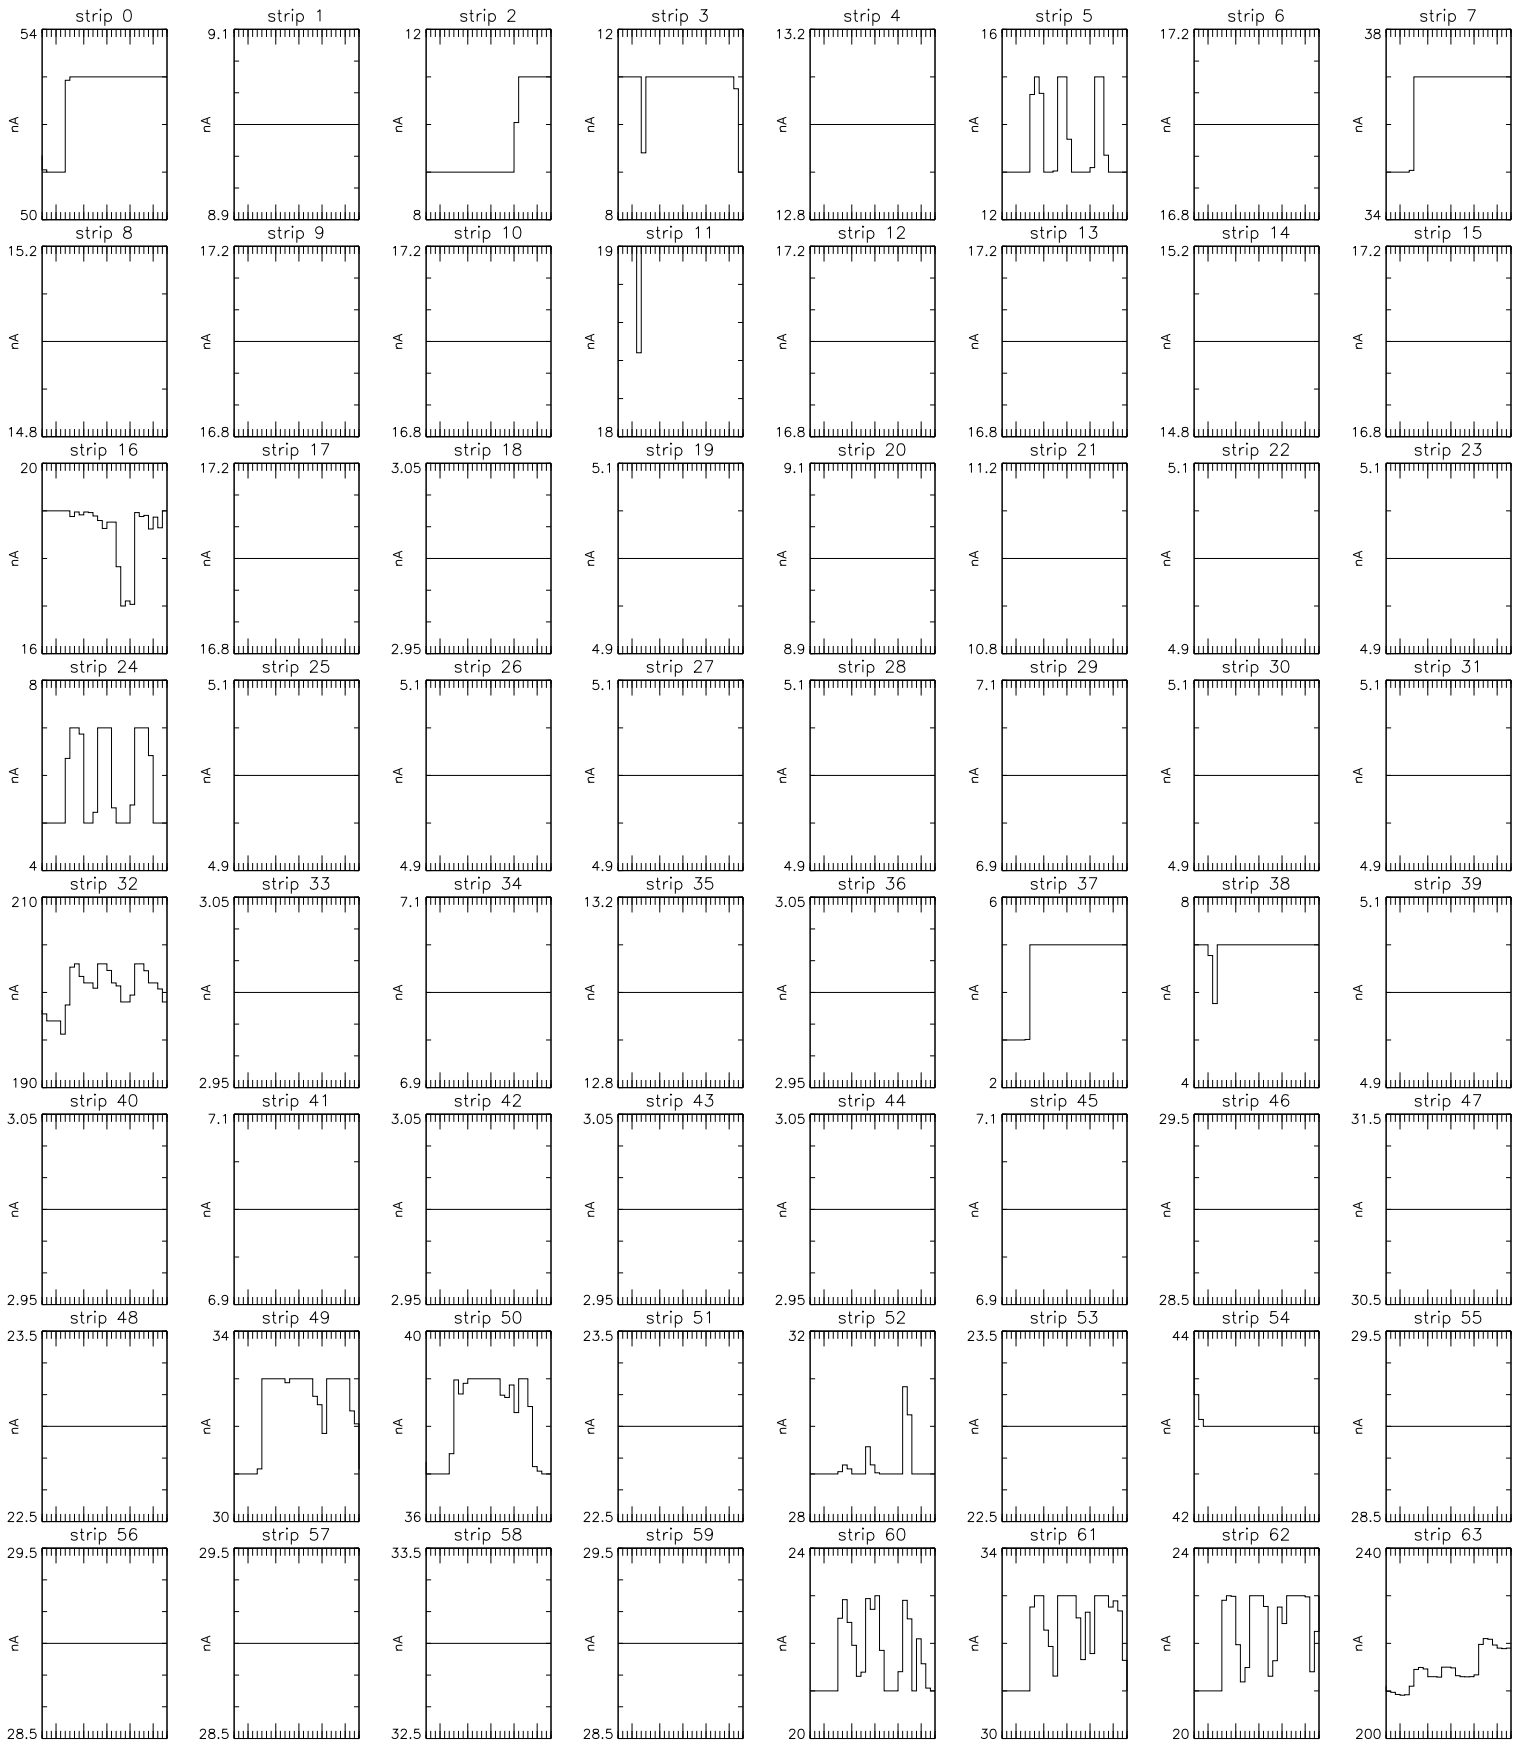 strip 0 strip 1 strip 2 strip 3 strip 4 strip 5 strip 6 strip 7
54 9.1 12 12 13.2 16 17.2 38
nA nA nA nA nA nA nA nA
50 8.9 8 8 12.8 12 16.8 34
strip 8 strip 9 strip 10 strip 11 strip 12 strip 13 strip 14 strip 15
15.2 17.2 17.2 19 17.2 17.2 15.2 17.2
nA nA nA nA nA nA nA nA
14.8 16.8 16.8 18 16.8 16.8 14.8 16.8
strip 16 strip 17 strip 18 strip 19 strip 20 strip 21 strip 22 strip 23
20 17.2 3.05 5.1 9.1 11.2 5.1 5.1
nA nA nA nA nA nA nA nA
16 16.8 2.95 4.9 8.9 10.8 4.9 4.9
strip 24 strip 25 strip 26 strip 27 strip 28 strip 29 strip 30 strip 31
8 5.1 5.1 5.1 5.1 7.1 5.1 5.1
nA nA nA nA nA nA nA nA
4 4.9 4.9 4.9 4.9 6.9 4.9 4.9
strip 32 strip 33 strip 34 strip 35 strip 36 strip 37 strip 38 strip 39
210 3.05 7.1 13.2 3.05 6 8 5.1
nA nA nA nA nA nA nA nA
190 2.95 6.9 12.8 2.95 2 4 4.9
strip 40 strip 41 strip 42 strip 43 strip 44 strip 45 strip 46 strip 47
3.05 7.1 3.05 3.05 3.05 7.1 29.5 31.5
nA nA nA nA nA nA nA nA
2.95 6.9 2.95 2.95 2.95 6.9 28.5 30.5
strip 48 strip 49 strip 50 strip 51 strip 52 strip 53 strip 54 strip 55
23.5 34 40 23.5 32 23.5 44 29.5
nA nA nA nA nA nA nA nA
22.5 30 36 22.5 28 22.5 42 28.5
strip 56 strip 57 strip 58 strip 59 strip 60 strip 61 strip 62 strip 63
29.5 29.5 33.5 29.5 24 34 24 240
nA nA nA nA nA nA nA nA
28.5 28.5 32.5 28.5 20 30 20 200